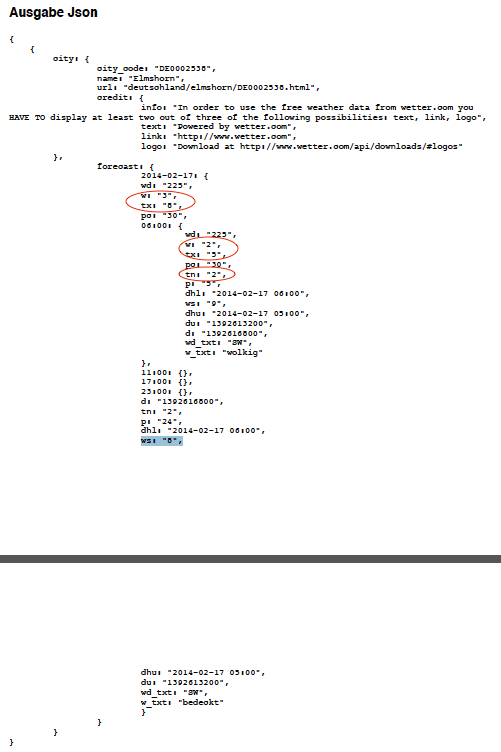 Ausgabe Json
{
{
city: {
city_code: "DE0002538",
name: "Elmshorn",
url: "deutschland/elmshorn/DE0002538.html",
credit: {
info: "In order to use the free weather data from wetter.com you
HAVE TO display at least two out of three of the following possibilities: text, link, logo",
text: "Powered by wetter.com",
link: "http://www.wetter.com",
logo: "Download at http://www.wetter.com/api/downloads/#logos"
},
forecast: {
2014-02-17: {
wd: "225",
w: "3",
tx: "8",
pc: "30",
06:00: {
wd: "225",
w: "2",
tx: "5",
pc: "30",
tn: "2",
p: "5",
dhl: "2014-02-17 06:00",
ws: "9",
dhu: "2014-02-17 05:00",
du: "1392613200",
d: "1392616800",
wd_txt: "SW",
w_txt: "wolkig"
},
11:00: {},
17:00: {},
23:00: {},
d: "1392616800",
tn: "2",
p: "24",
dhl: "2014-02-17 06:00",
ws: "8",
dhu: "2014-02-17 05:00",
du: "1392613200",
wd_txt: "SW",
w_txt: "bedeckt"
}
}
}
}